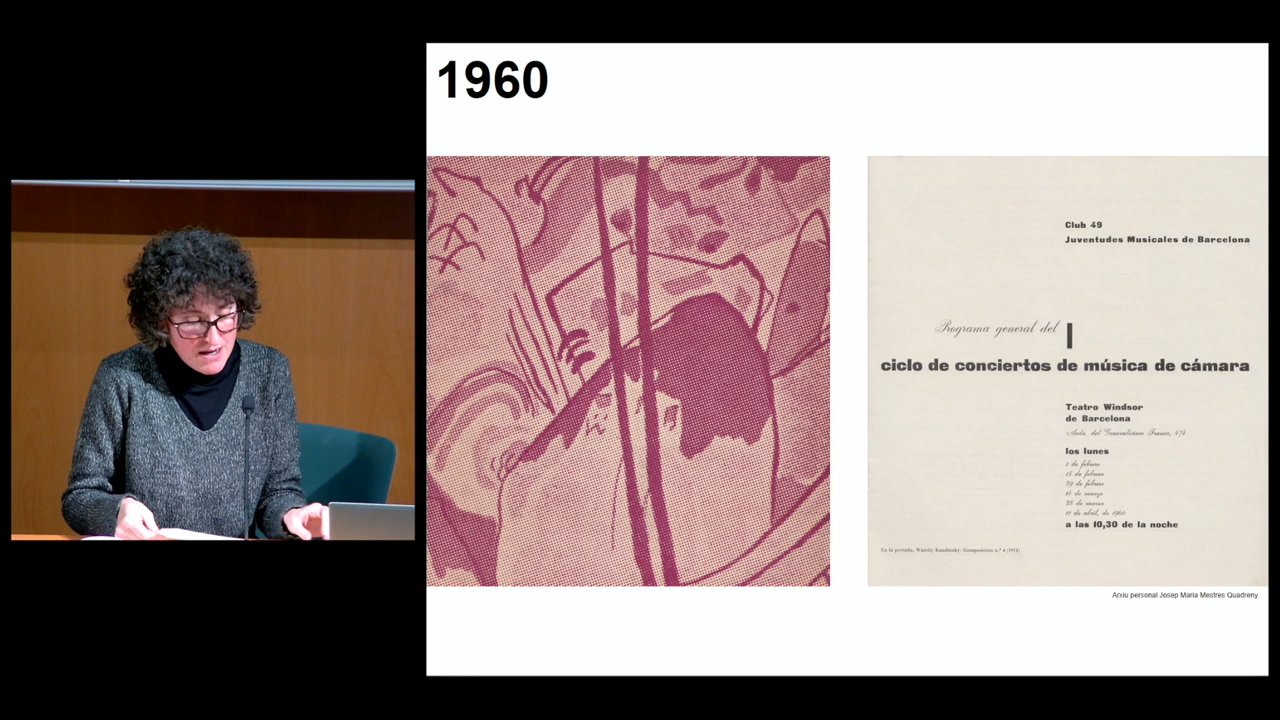 1960
Club 49
Juventudes Musicales de Barcelona
Programa general del I
ciclo de conciertos de música de cámara
Teatro Windsor
de Barcelona
Avda. del Generalísimo Franco, 474
los lunes
1 de febrero
15 de febrero
29 de febrero
14 de marzo
28 de marzo
11 de abril, de 1960
a las 10,30 de la noche
En la portada, Wassily Kandinsky: Composición n.º 4 (1911)
Arxiu personal Josep Maria Mestres Quadreny